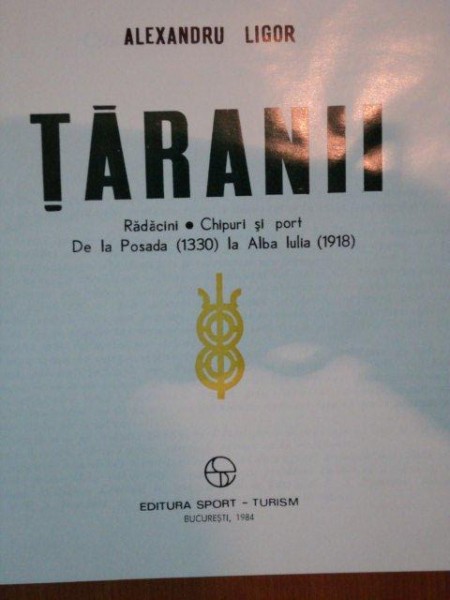 ALEXANDRU LIGOR
ȚĂRANII
Rădăcini • Chipuri și port
De la Posada (1330) la Alba Iulia (1918)
EDITURA SPORT - TURISM
BUCUREȘTI, 1984